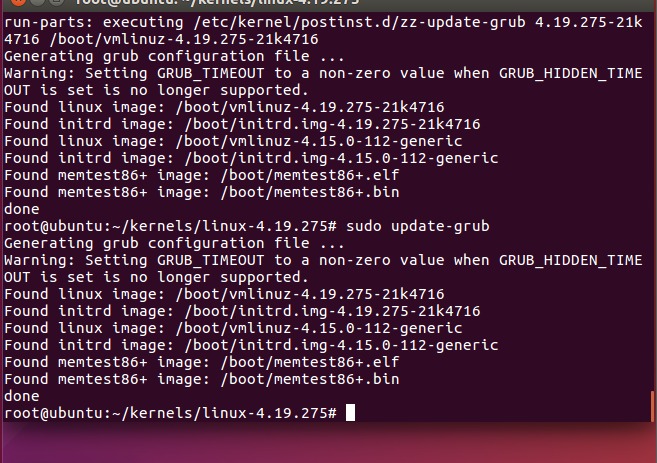 root@ubuntu: ~/kernels/linux-4.19.275
run-parts: executing /etc/kernel/postinst.d/zz-update-grub 4.19.275-21k
4716 /boot/vmlinuz-4.19.275-21k4716
Generating grub configuration file ...
Warning: Setting GRUB_TIMEOUT to a non-zero value when GRUB_HIDDEN_TIME
OUT is set is no longer supported.
Found linux image: /boot/vmlinuz-4.19.275-21k4716
Found initrd image: /boot/initrd.img-4.19.275-21k4716
Found linux image: /boot/vmlinuz-4.15.0-112-generic
Found initrd image: /boot/initrd.img-4.15.0-112-generic
Found memtest86+ image: /boot/memtest86+.elf
Found memtest86+ image: /boot/memtest86+.bin
done
root@ubuntu:~/kernels/linux-4.19.275# sudo update-grub
Generating grub configuration file ...
Warning: Setting GRUB_TIMEOUT to a non-zero value when GRUB_HIDDEN_TIME
OUT is set is no longer supported.
Found linux image: /boot/vmlinuz-4.19.275-21k4716
Found initrd image: /boot/initrd.img-4.19.275-21k4716
Found linux image: /boot/vmlinuz-4.15.0-112-generic
Found initrd image: /boot/initrd.img-4.15.0-112-generic
Found memtest86+ image: /boot/memtest86+.elf
Found memtest86+ image: /boot/memtest86+.bin
done
root@ubuntu:~/kernels/linux-4.19.275#